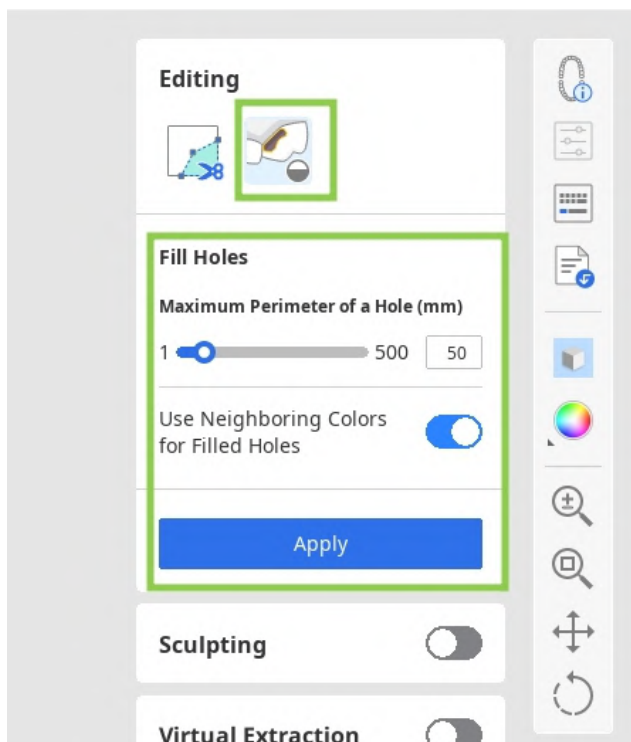 Editing
Fill Holes
Maximum Perimeter of a Hole (mm)
1 500 50
Use Neighboring Colors
for Filled Holes
Apply
Sculpting
Virtual Extraction